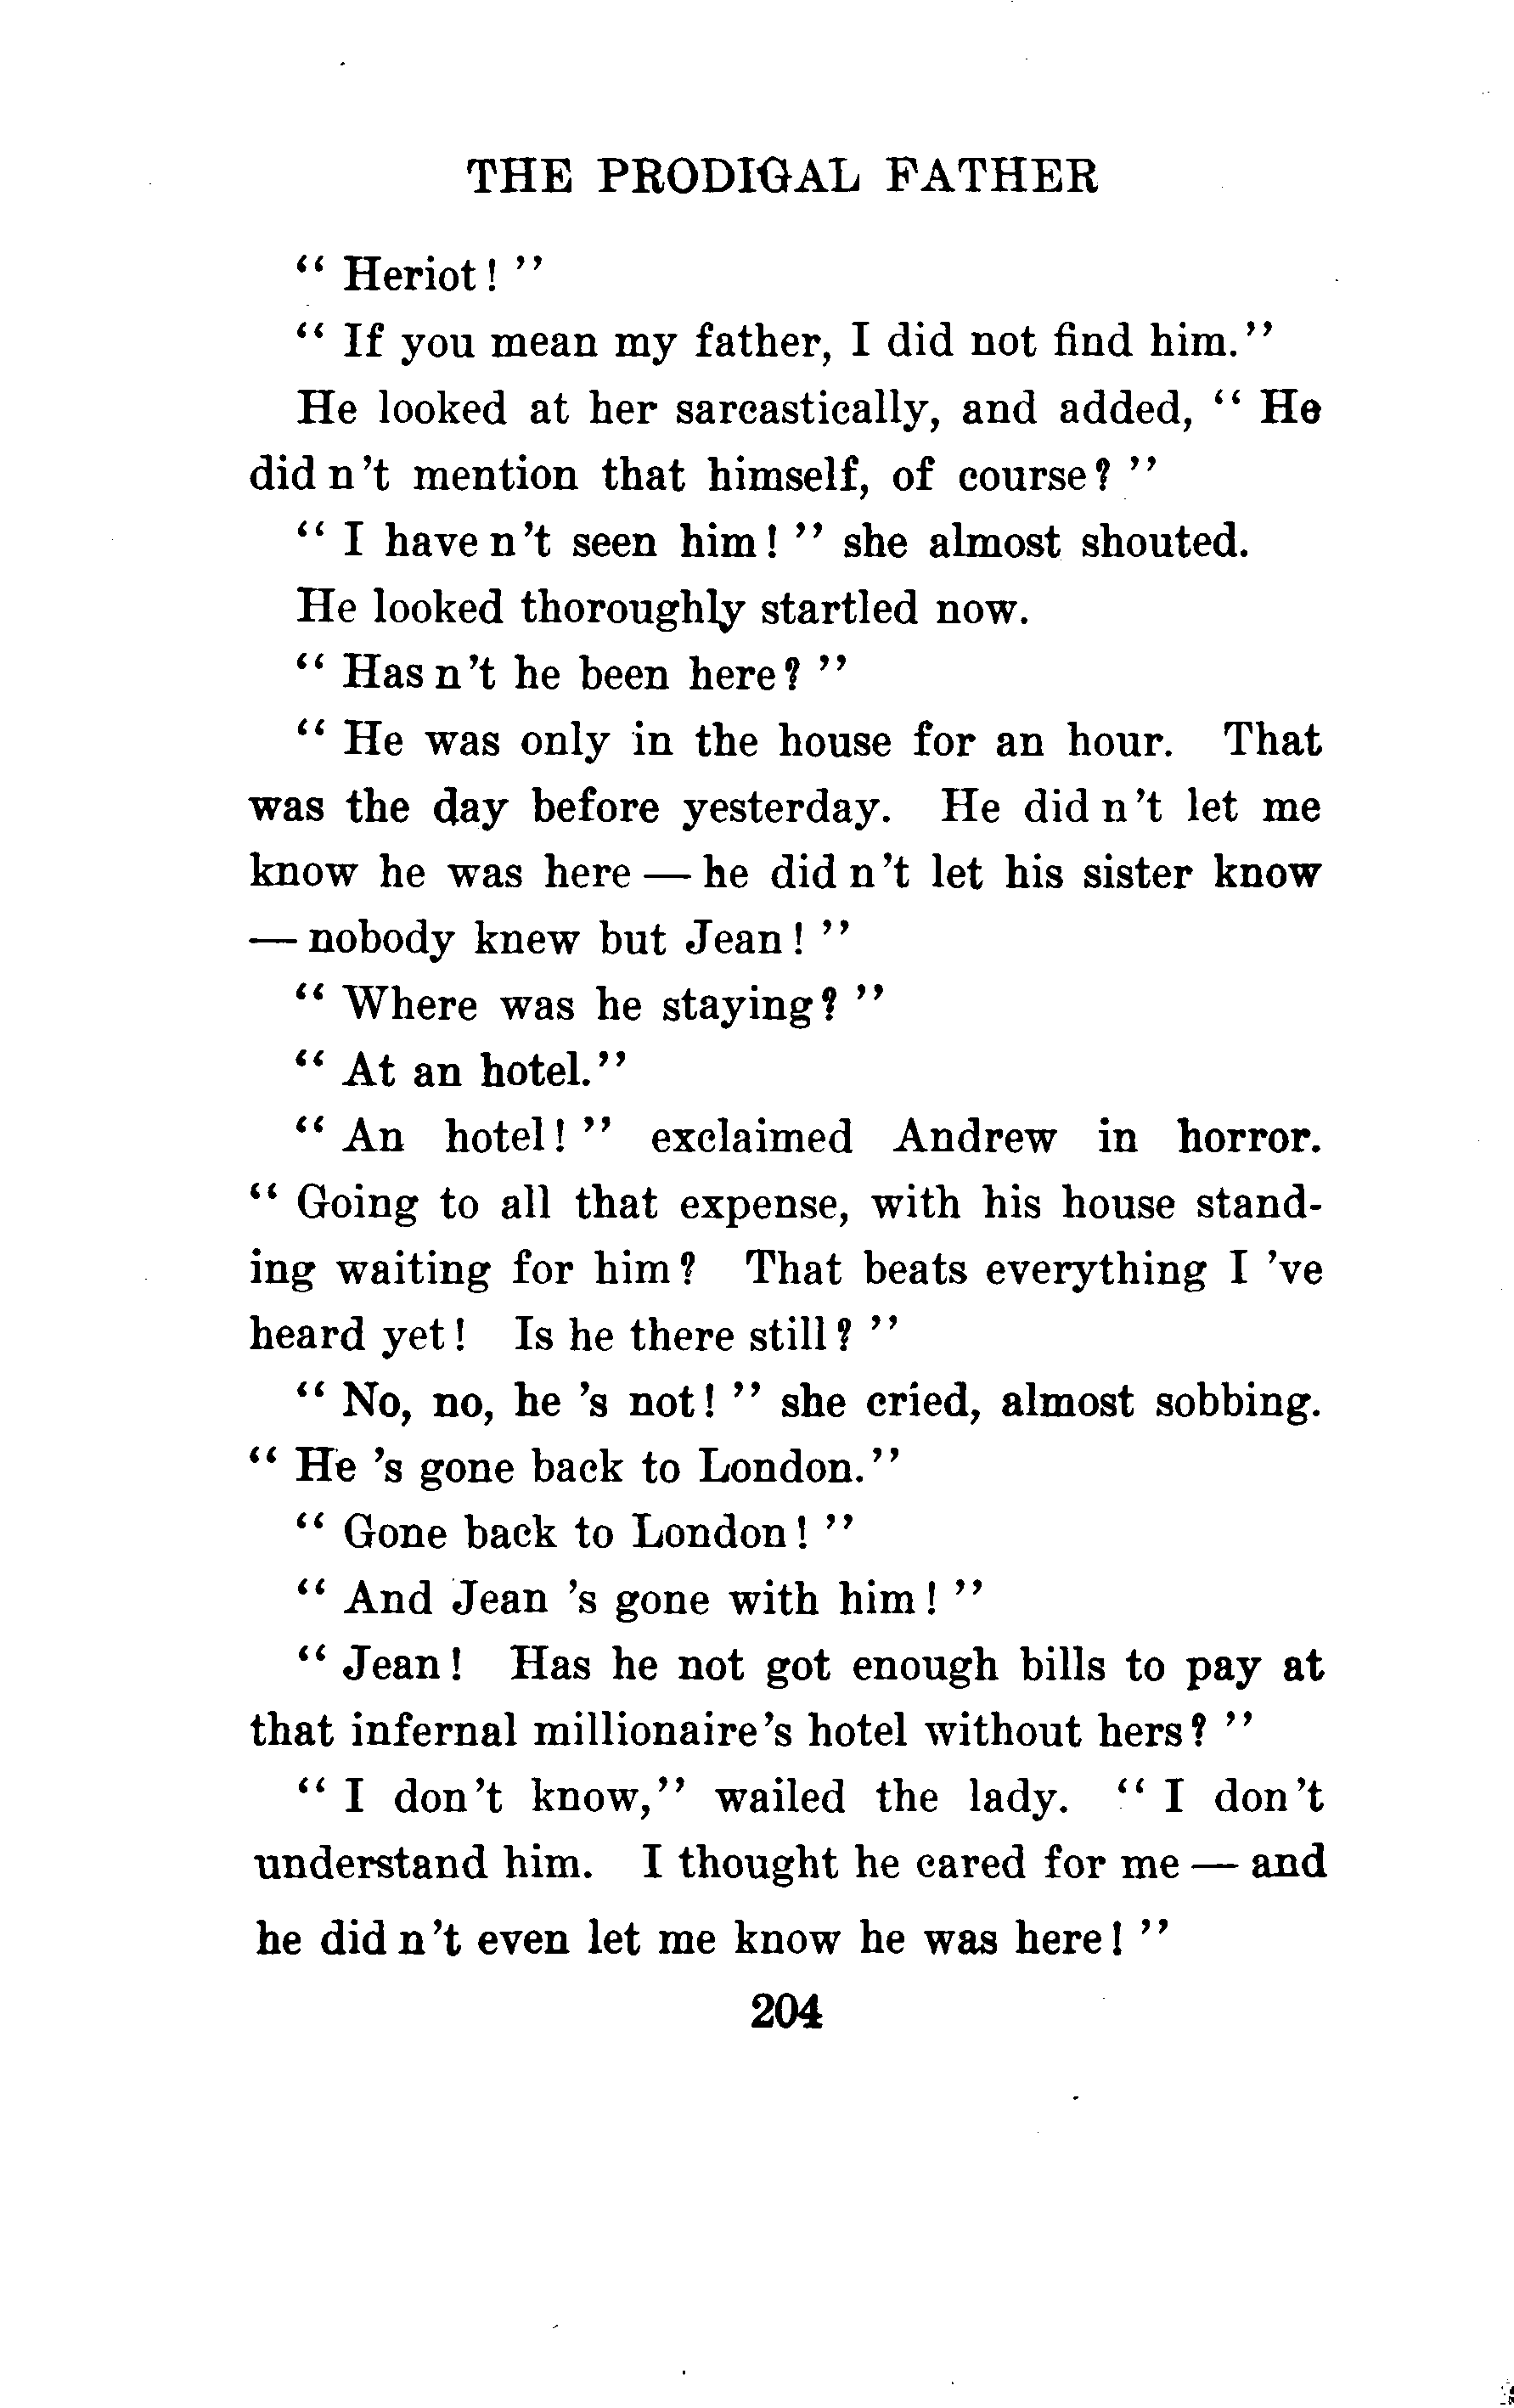 THE PRODIGAL FATHER
" Heriot! "
" If you mean my father, I did not find him."
He looked at her sarcastically, and added, " He
did n't mention that himself, of course? "
" I have n't seen him! " she almost shouted.
He looked thoroughly startled now.
" Has n't he been here? "
" He was only in the house for an hour. That
was the day before yesterday. He did n't let me
know he was here — he did n't let his sister know
— nobody knew but Jean! "
" Where was he staying? "
" At an hotel."
" An hotel! " exclaimed Andrew in horror.
" Going to all that expense, with his house stand-
ing waiting for him? That beats everything I 've
heard yet! Is he there still? "
" No, no, he 's not! " she cried, almost sobbing.
" He 's gone back to London."
" Gone back to London! "
" And Jean 's gone with him! "
" Jean! Has he not got enough bills to pay at
that infernal millionaire's hotel without hers? "
" I don't know," wailed the lady. " I don't
understand him. I thought he cared for me — and
he did n't even let me know he was here! "
204